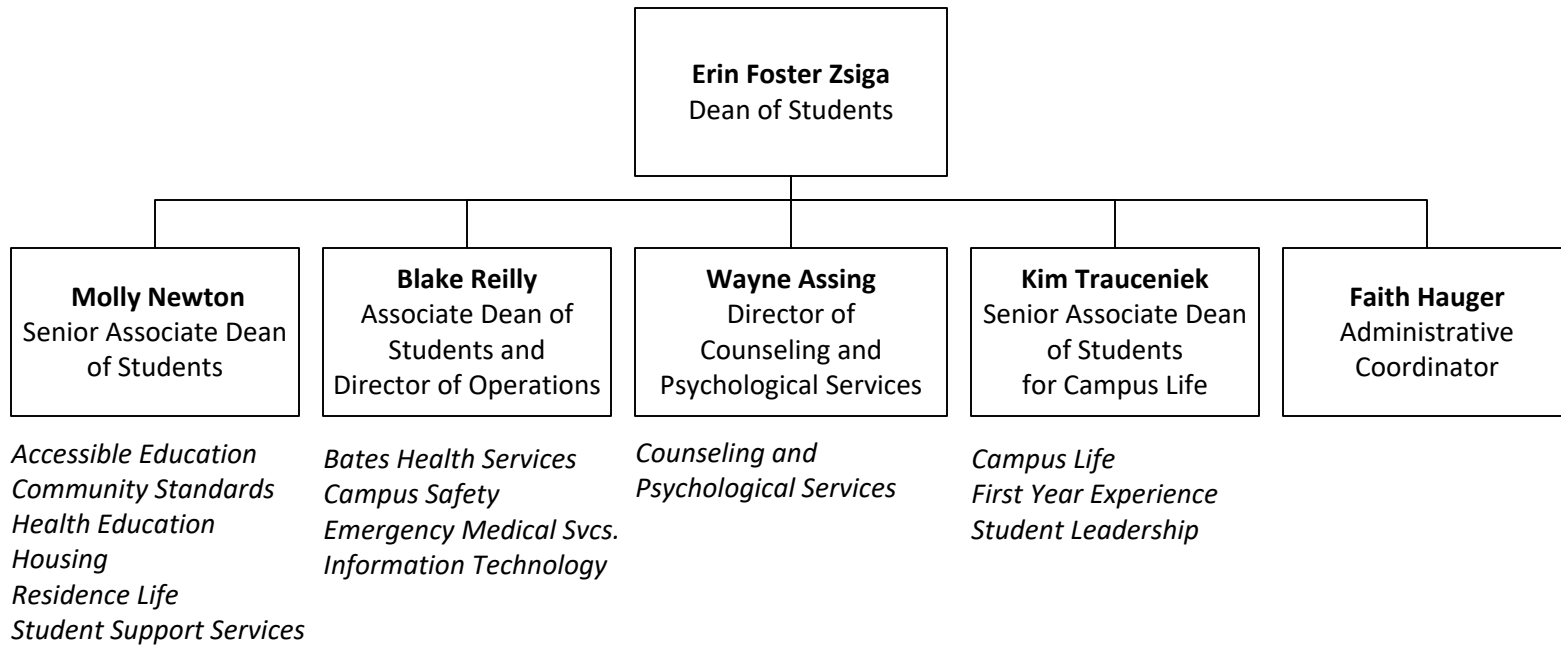 Erin Foster Zsiga
Dean of Students
Molly Newton
Senior Associate Dean
of Students
Blake Reilly
Associate Dean of
Students and
Director of Operations
Wayne Assing
Director of
Counseling and
Psychological Services
Kim Trauceniek
Senior Associate Dean
of Students
for Campus Life
Faith Hauger
Administrative
Coordinator
Accessible Education
Community Standards
Health Education
Housing
Residence Life
Student Support Services
Bates Health Services
Campus Safety
Emergency Medical Svcs.
Information Technology
Counseling and
Psychological Services
Campus Life
First Year Experience
Student Leadership